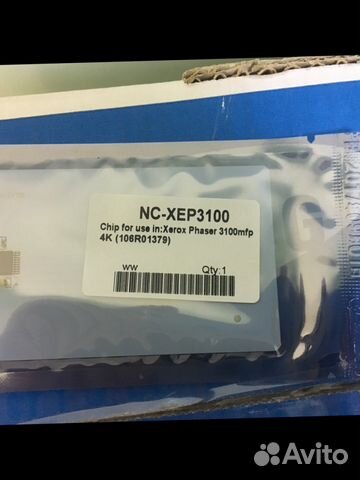 NC-XEP3100
Chip for use in:Xerox Phaser 3100mfp
4K (106R01379)
ww Qty:1
Avito